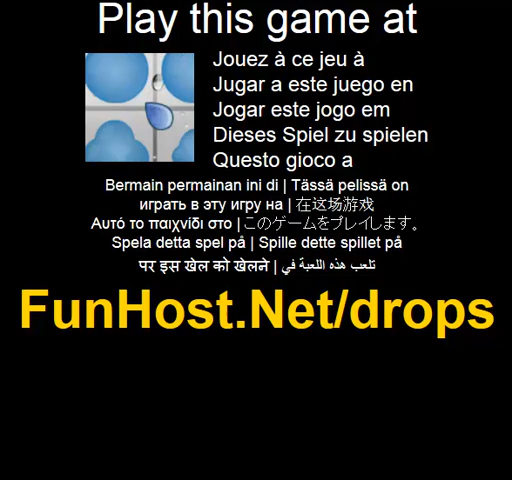 Play this game at
Jouez à ce jeu à
Jugar a este juego en
Jogar este jogo em
Dieses Spiel zu spielen
Questo gioco a
Bermain permainan ini di | Tässä pelissä on
играть в эту игру на | 在这场游戏
Αυτό το παιχνίδι στο | このゲームをプレイします。
Spela detta spel på | Spille dette spillet på
पर इस खेल को खेलने | تلعب هذه اللعبة في
FunHost.Net/drops